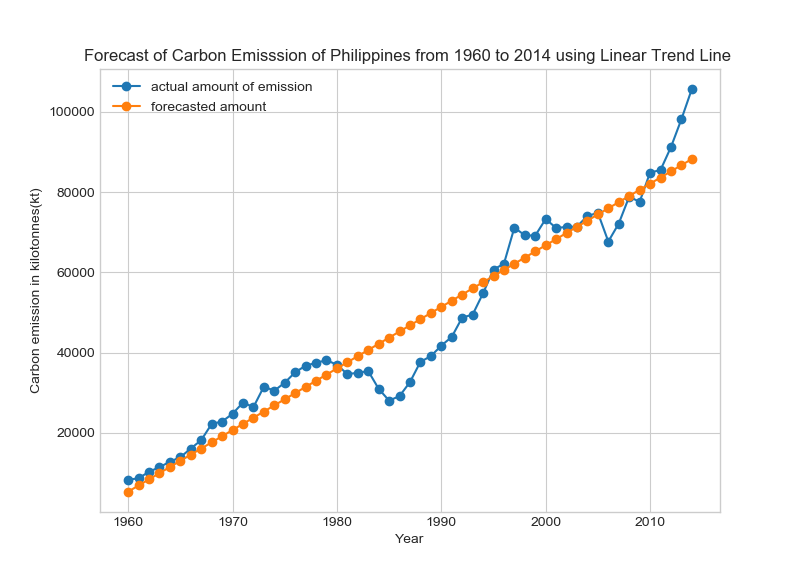 Forecast of Carbon Emisssion of Philippines from 1960 to 2014 using Linear Trend Line
actual amount of emission
forecasted amount
100000
80000
60000
40000
20000
Carbon emission in kilotonnes(kt)
1960 1970 1980 1990 2000 2010
Year